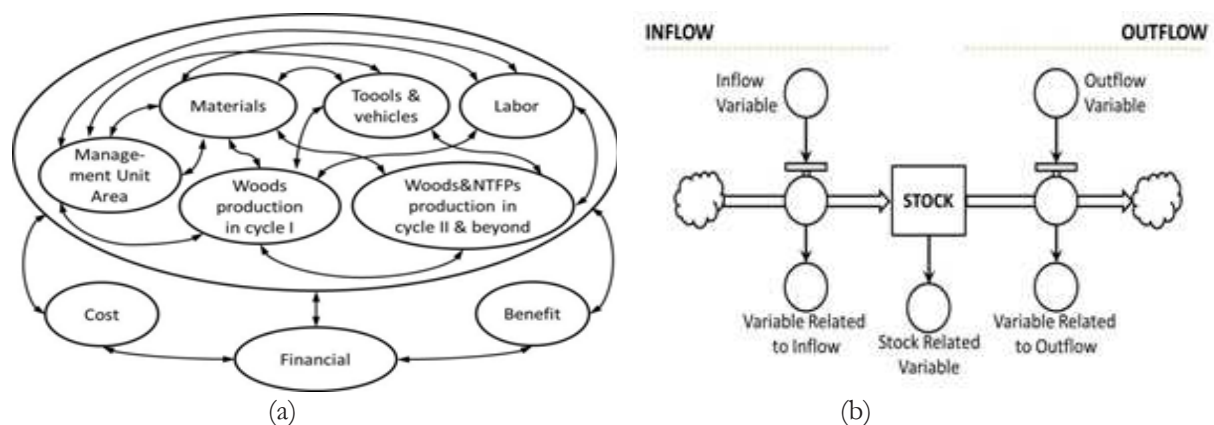 Materials
Toools &
vehicles
Labor
Manage-
ment Unit
Area
Woods
production
in cycle I
Woods&NTFPs
production in
cycle II & beyond
Cost
Benefit
Financial
(a)
INFLOW
OUTFLOW
Inflow
Variable
Outflow
Variable
STOCK
Variable Related
to Inflow
Stock Related
Variable
Variable Related
to Outflow
(b)